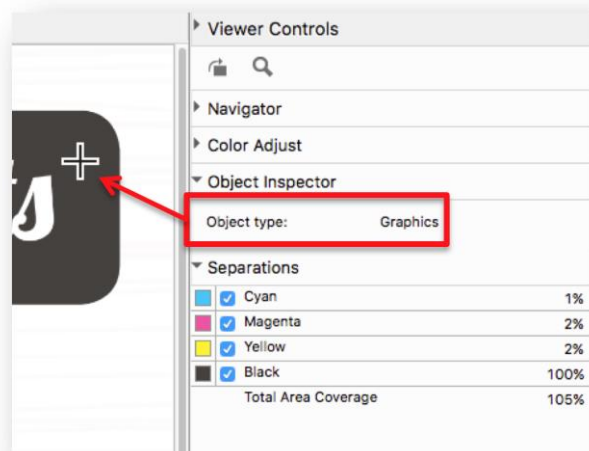 Viewer Controls
Navigator
Color Adjust
Object Inspector
Object type: Graphics
Separations
Cyan 1%
Magenta 2%
Yellow 2%
Black 100%
Total Area Coverage 105%